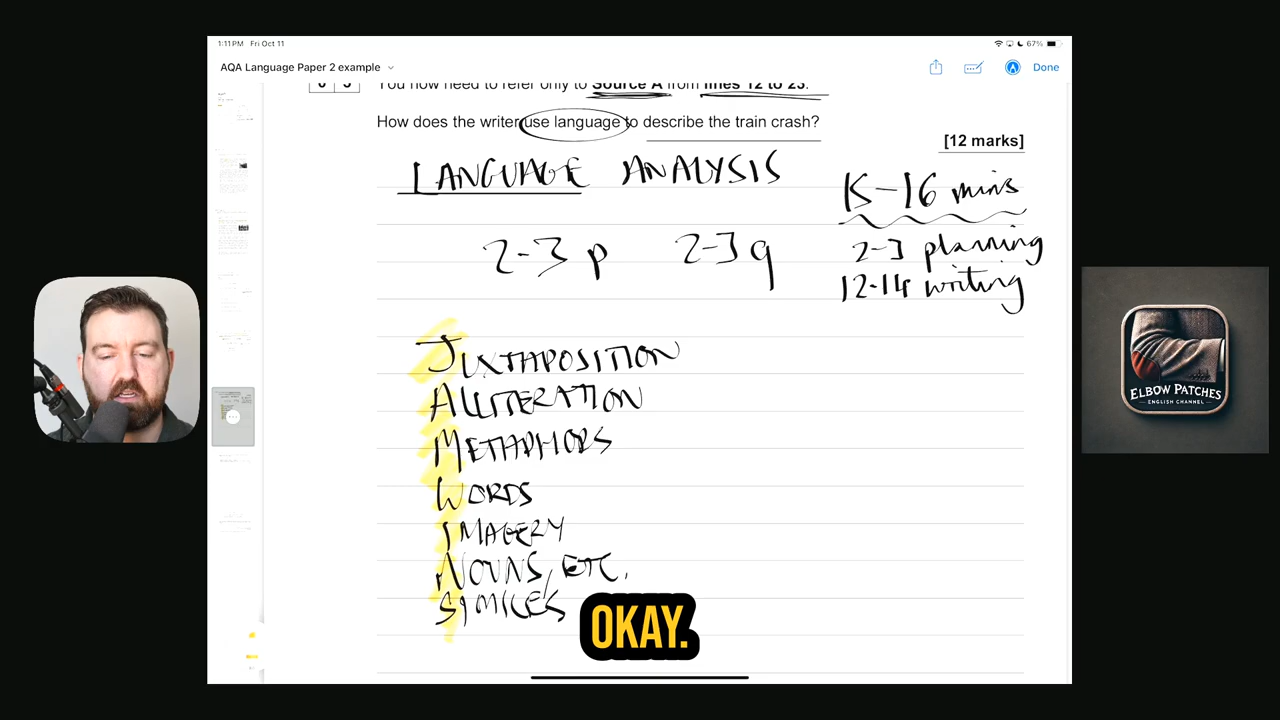 1:11 PM Fri Oct 11
67%
AQA Language Paper 2 example
Done
0 3 You now need to refer only to Source A from lines 12 to 23.
How does the writer use language to describe the train crash?
[12 marks]
LANGUAGE ANALYSIS
15-16 mins
2-3 p 2-3 q
2-3 planning
12-14 writing
JUXTAPOSITION
ALLITERATION
METAPHORS
WORDS
IMAGERY
NOUNS, ETC.
SIMILES
OKAY.
ELBOW PATCHES
ENGLISH CHANNEL